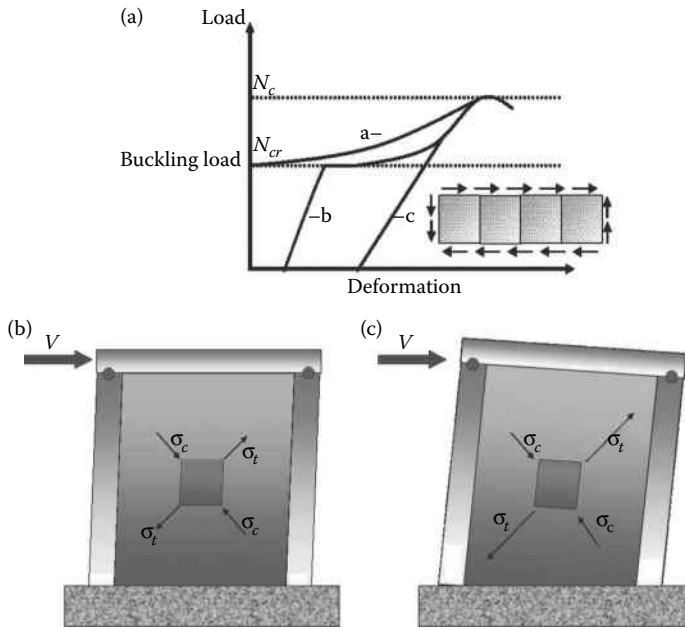 (a)
Load
N_c
a–
N_cr
Buckling load
–b
–c
Deformation
(b)
V
σ_c
σ_t
σ_t
σ_c
(c)
V
σ_c
σ_t
σ_t
σ_c